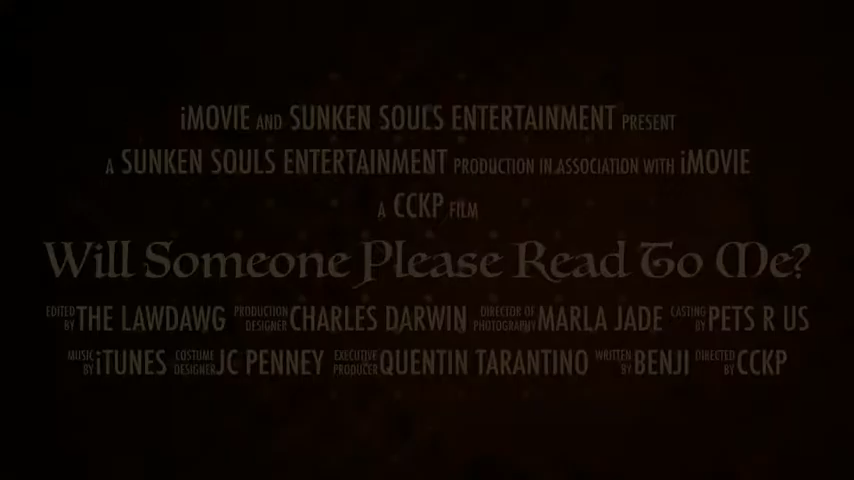 iMOVIE AND SUNKEN SOULS ENTERTAINMENT PRESENT
A SUNKEN SOULS ENTERTAINMENT PRODUCTION IN ASSOCIATION WITH iMOVIE
A CCKP FILM
Will Someone Please Read To Me?
EDITED BY THE LAWDAWG PRODUCTION DESIGNER CHARLES DARWIN DIRECTOR OF PHOTOGRAPHY MARLA JADE CASTING BY PETS R US
MUSIC BY iTUNES COSTUME DESIGNER JC PENNEY EXECUTIVE PRODUCER QUENTIN TARANTINO WRITTEN BY BENJI DIRECTED BY CCKP